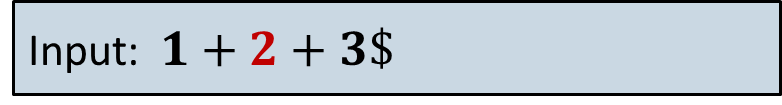 Input: 1 + 2 + 3$